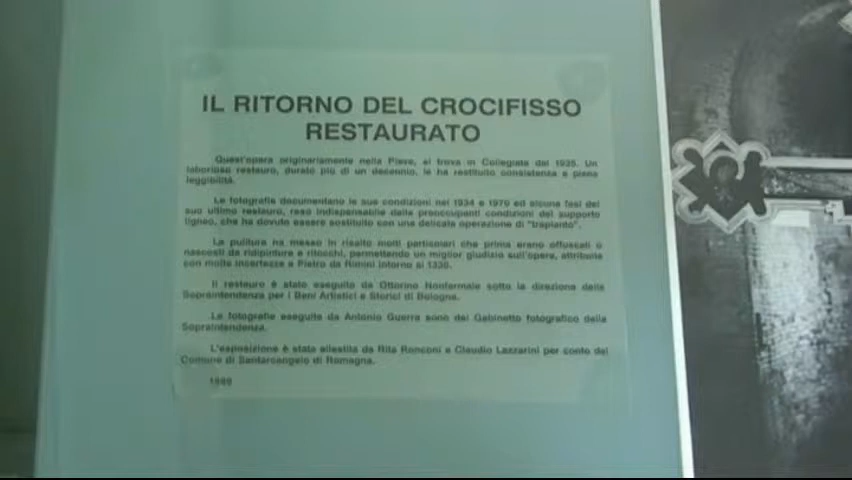 IL RITORNO DEL CROCIFISSO
RESTAURATO
Quest'opera originariamente nella Pieve, si trova in Collegiata dal 1935. Un
laborioso restauro, durato più di un decennio, le ha restituito consistenza e piena
leggibilità.
Le fotografie documentano le sue condizioni nel 1934 e 1970 ed alcune fasi del
suo ultimo restauro, reso indispensabile dalle preoccupanti condizioni del supporto
ligneo, che ha dovuto essere sostituito con una delicata operazione di "trapianto".
La pulitura ha messo in risalto molti particolari che prima erano offuscati o
nascosti da ridipinture e ritocchi, permettendo un miglior giudizio sull'opera, attribuita
con molte incertezze a Pietro da Rimini intorno al
Il restauro è stato eseguito da Ottorino Nonfarmale sotto la direzione della
Sopraintendenza per i Beni Artistici e Storici di Bologna.
Le fotografie eseguite da Antonio Guerra sono del Gabinetto fotografico della
Sopraintendenza.
L'esposizione è stata allestita da Rita Ronconi e Claudio Lazzarini per conto del
Comune di Santarcangelo di Romagna.